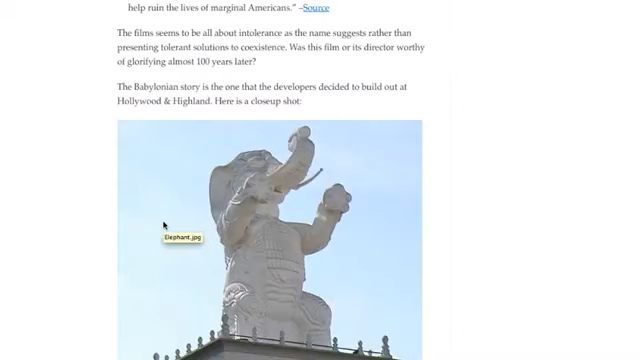 help ruin the lives of marginal Americans.” –Source
The films seems to be all about intolerance as the name suggests rather than
presenting tolerant solutions to coexistence. Was this film or its director worthy
of glorifying almost 100 years later?
The Babylonian story is the one that the developers decided to build out at
Hollywood & Highland. Here is a closeup shot:
Elephant.jpg